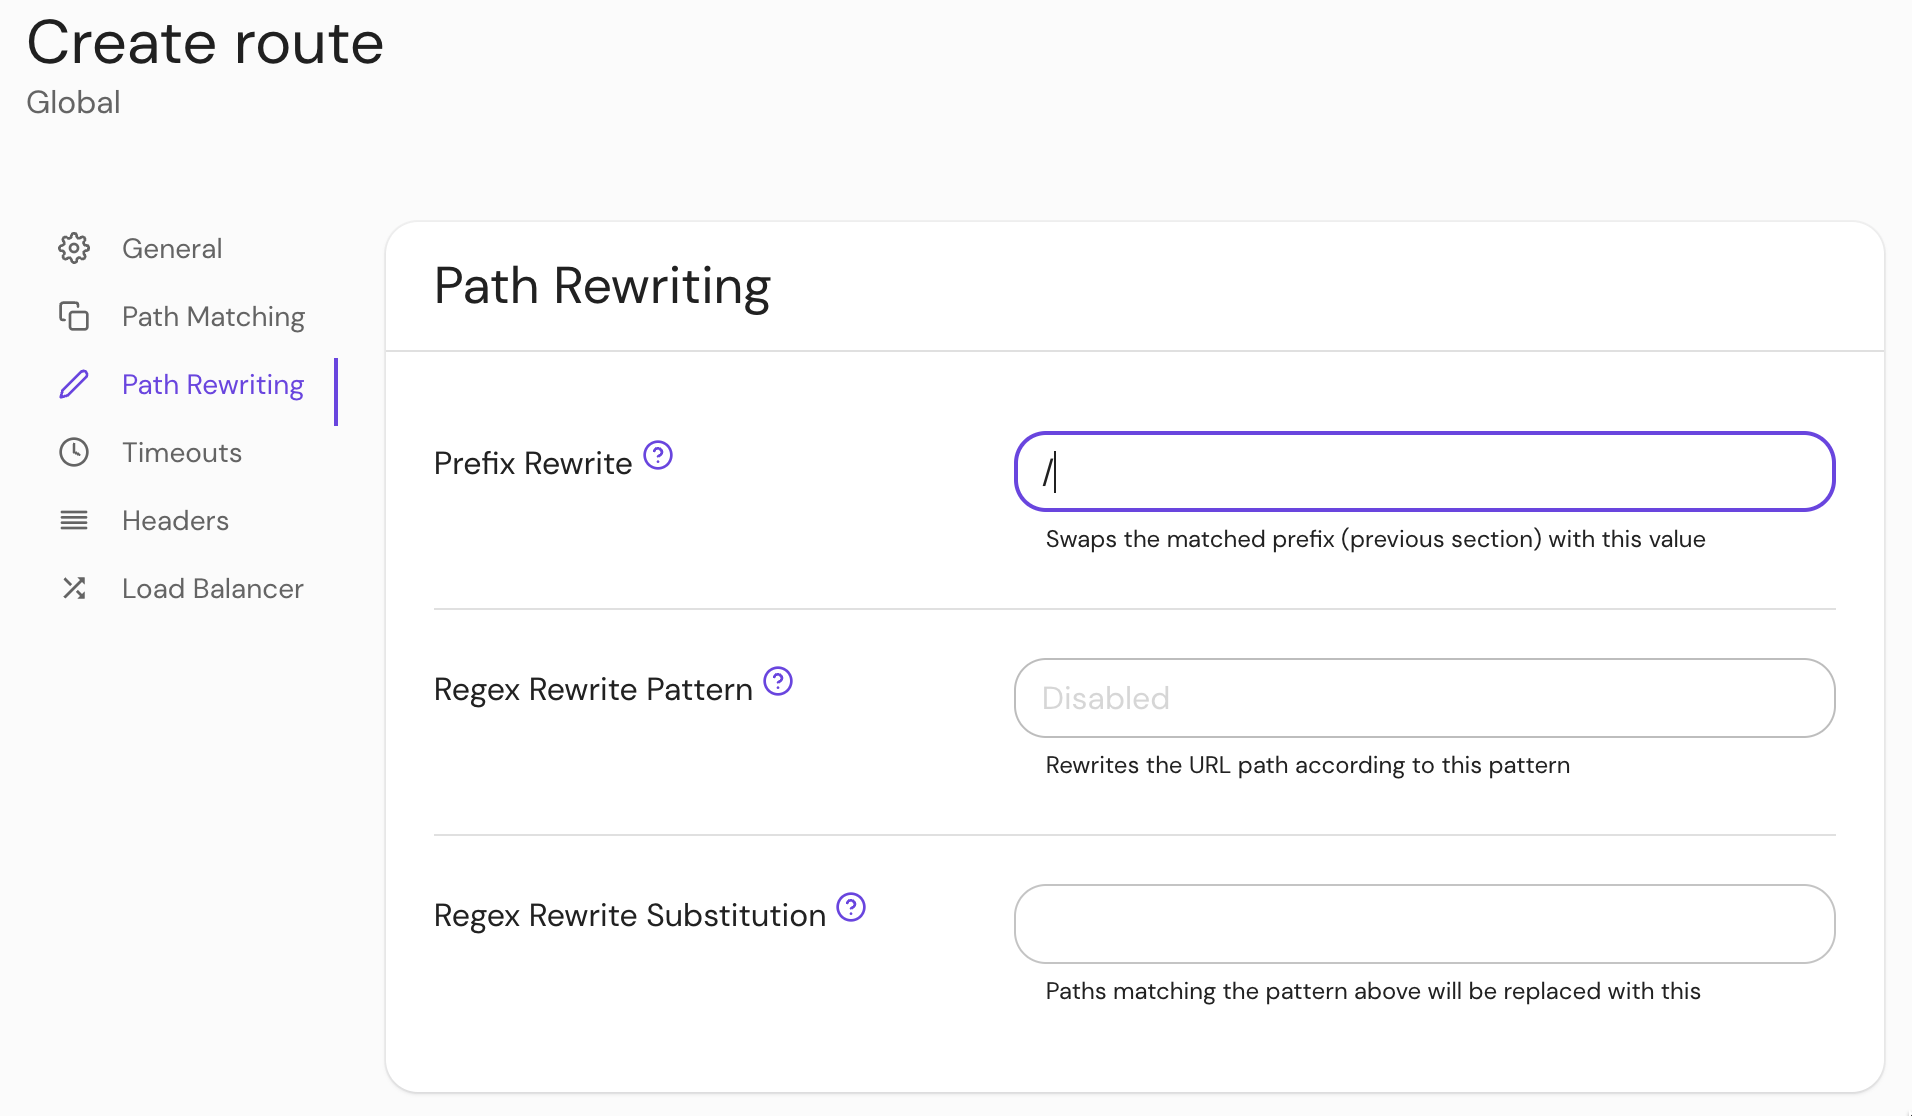 Create route
Global
General
Path Matching
Path Rewriting
Timeouts
Headers
Load Balancer
Path Rewriting
Prefix Rewrite ?
/
Swaps the matched prefix (previous section) with this value
Regex Rewrite Pattern ?
Disabled
Rewrites the URL path according to this pattern
Regex Rewrite Substitution ?
Paths matching the pattern above will be replaced with this